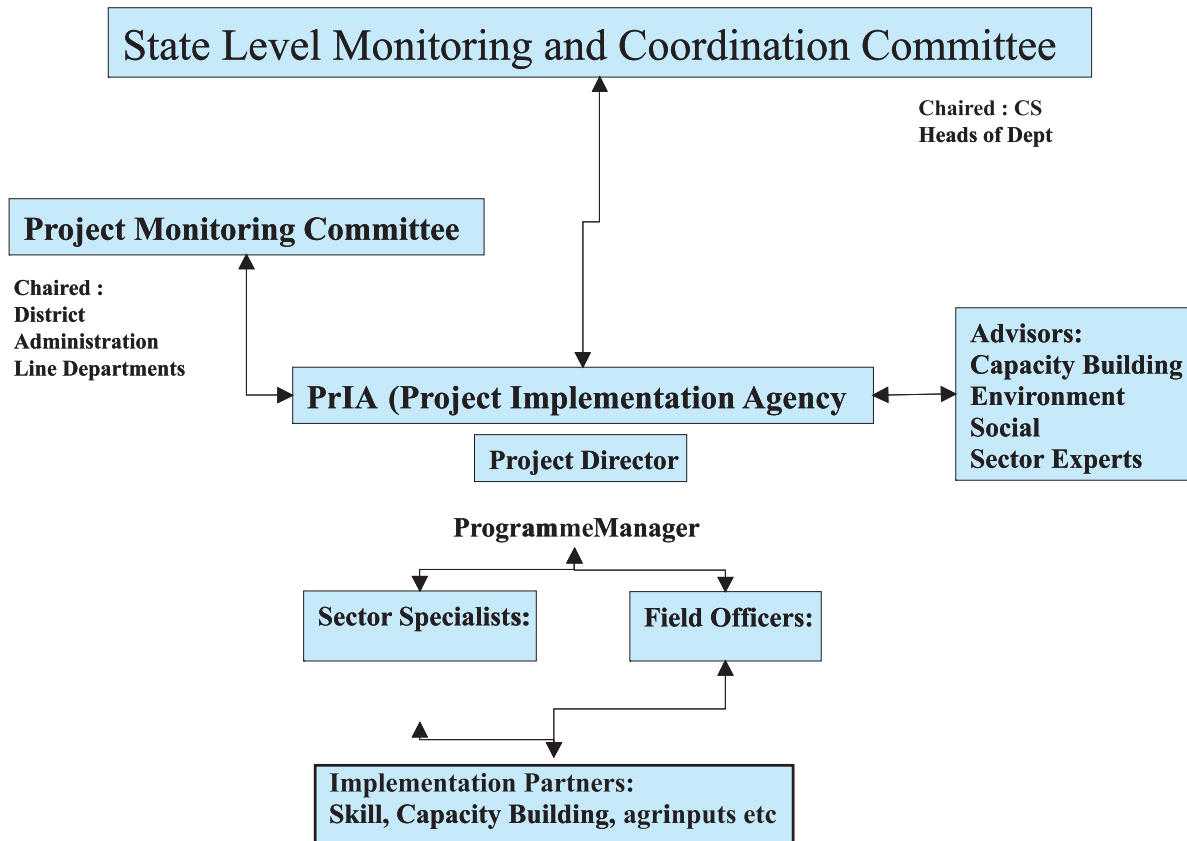 State Level Monitoring and Coordination Committee
Chaired : CS
Heads of Dept
Project Monitoring Committee
Chaired :
District
Administration
Line Departments
PrIA (Project Implementation Agency
Advisors:
Capacity Building
Environment
Social
Sector Experts
Project Director
ProgrammeManager
Sector Specialists:
Field Officers:
Implementation Partners:
Skill, Capacity Building, agrinputs etc